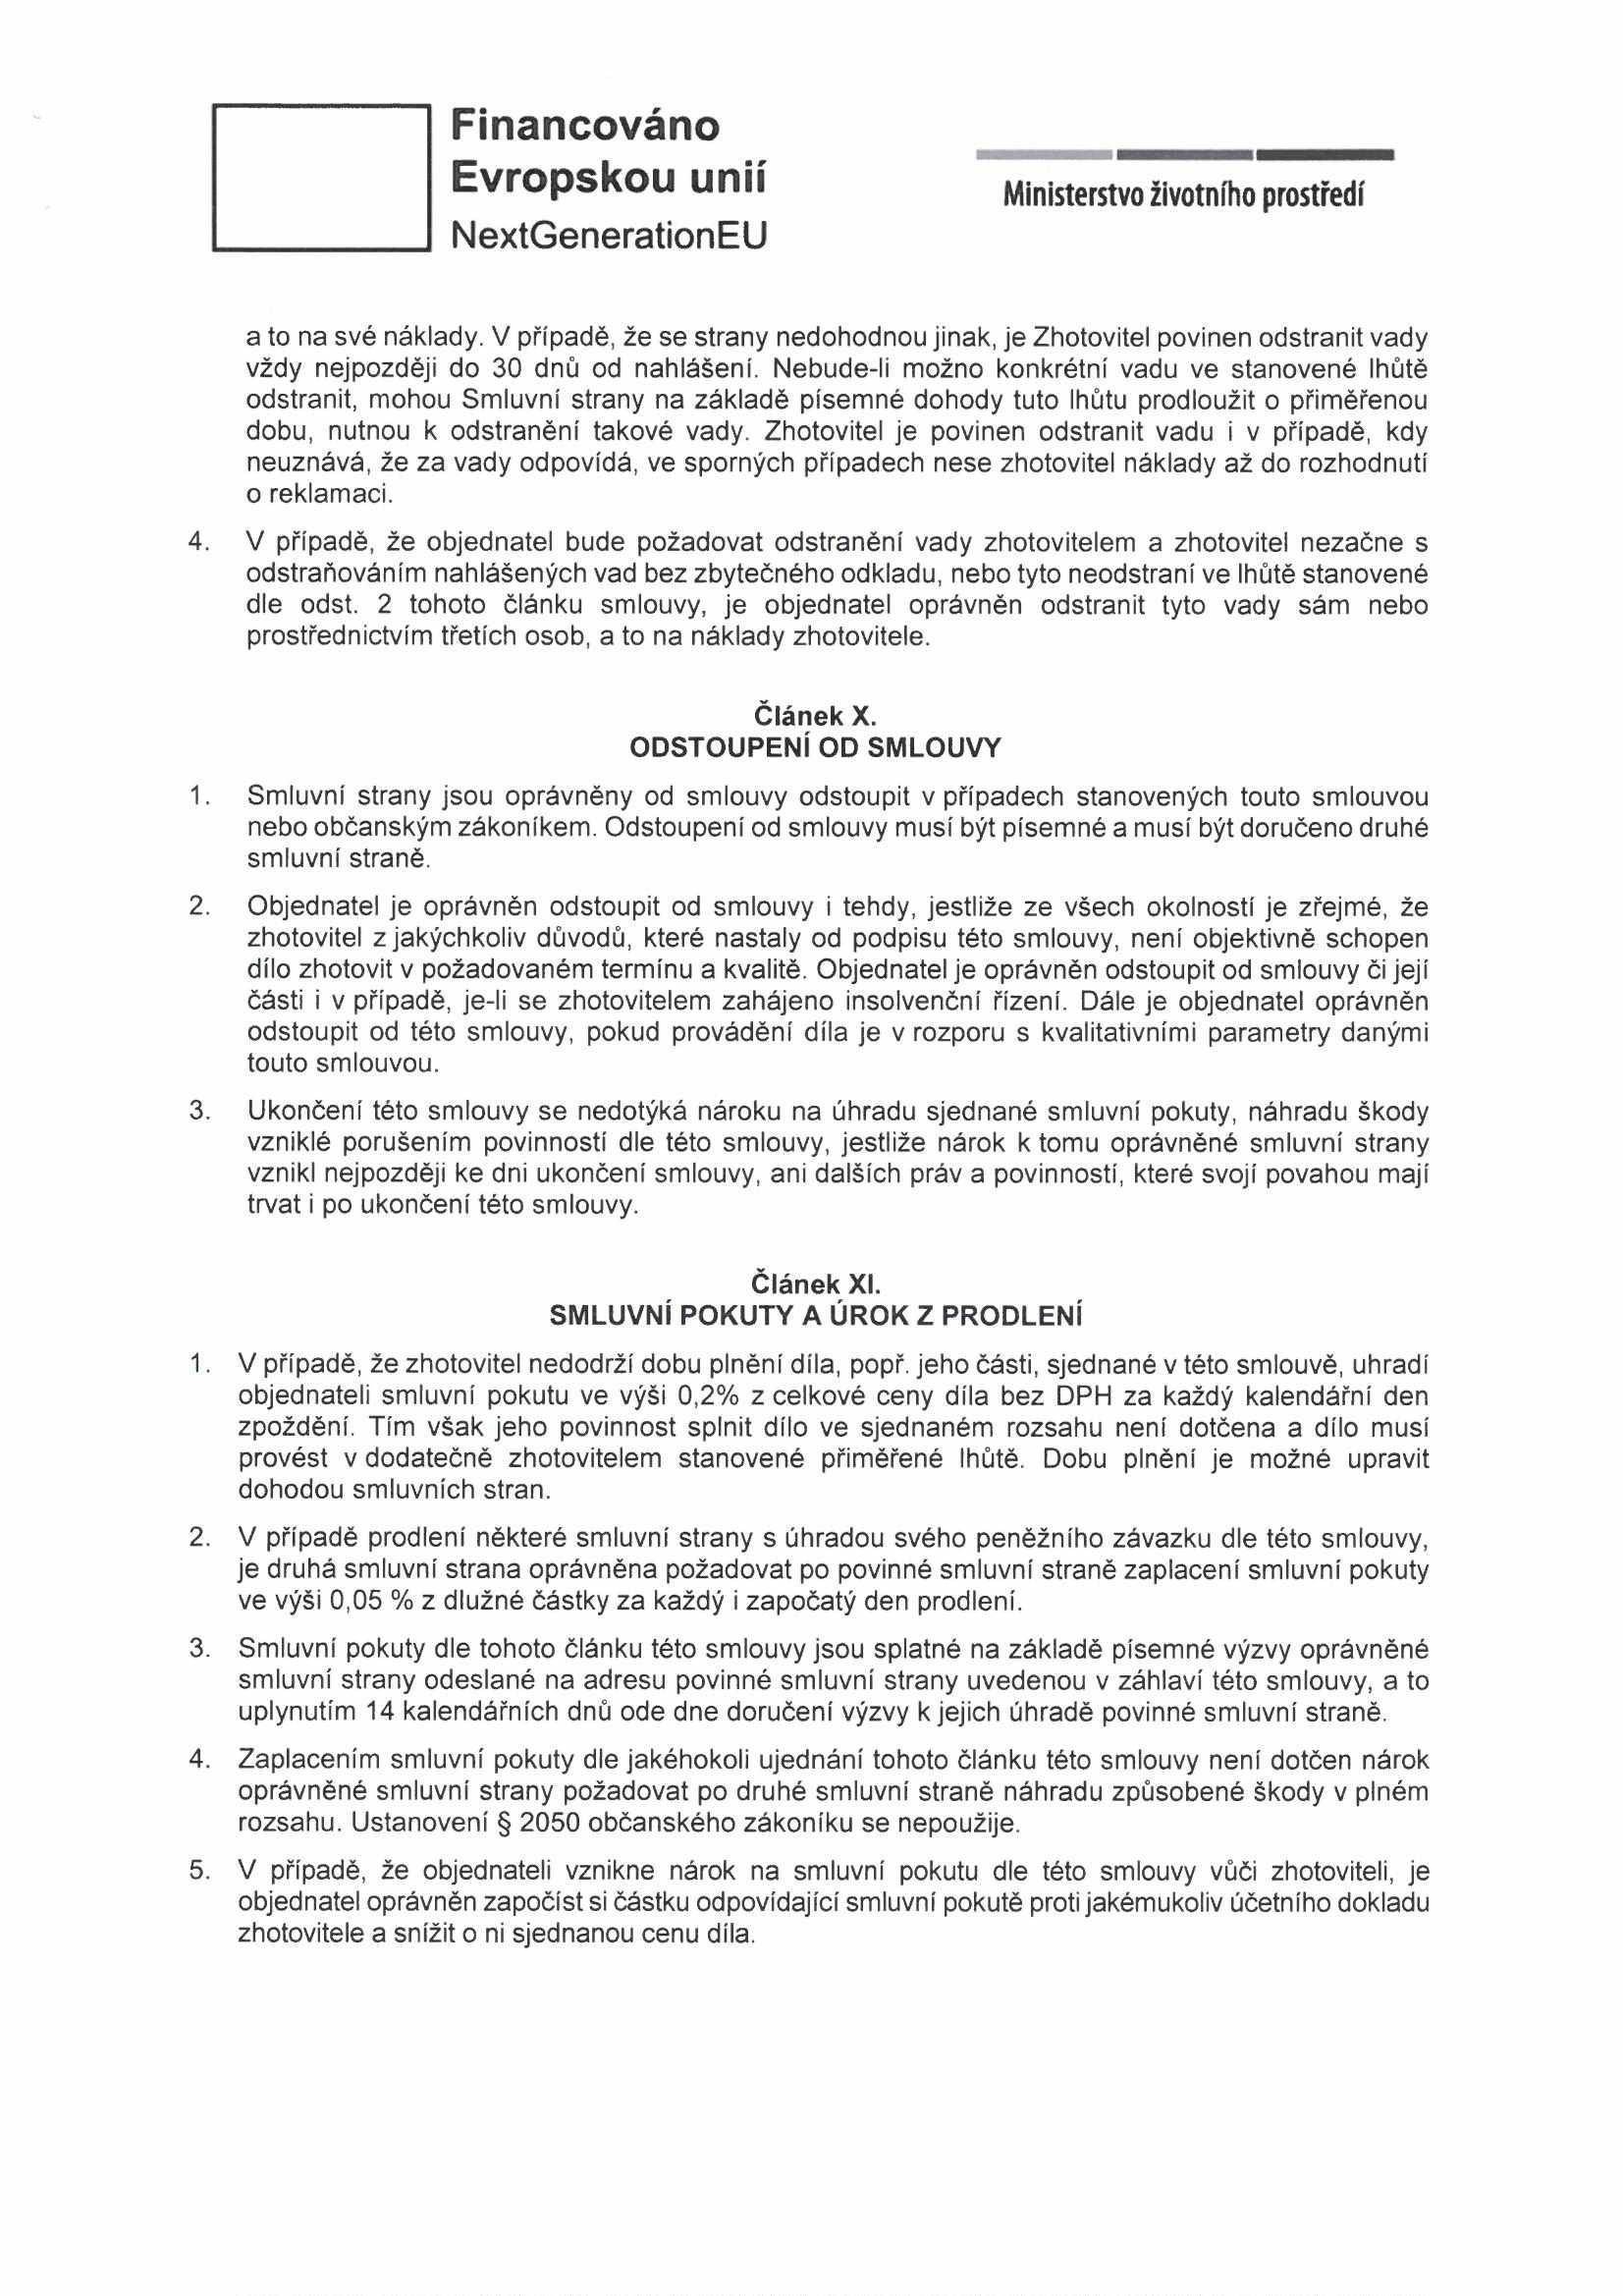 Financováno
Evropskou unií
NextGenerationEU
Ministerstvo životního prostředí
a to na své náklady. V případě, že se strany nedohodnou jinak, je Zhotovitel povinen odstranit vady
vždy nejpozději do 30 dnů od nahlášení. Nebude-li možno konkrétní vadu ve stanovené lhůtě
odstranit, mohou Smluvní strany na základě písemné dohody tuto lhůtu prodloužit o přiměřenou
dobu, nutnou k odstranění takové vady. Zhotovitel je povinen odstranit vadu i v případě, kdy
neuznává, že za vady odpovídá, ve sporných případech nese zhotovitel náklady až do rozhodnutí
o reklamaci.
4. V případě, že objednatel bude požadovat odstranění vady zhotovitelem a zhotovitel nezačne s
odstraňováním nahlášených vad bez zbytečného odkladu, nebo tyto neodstraní ve lhůtě stanovené
dle odst. 2 tohoto článku smlouvy, je objednatel oprávněn odstranit tyto vady sám nebo
prostřednictvím třetích osob, a to na náklady zhotovitele.
Článek X.
ODSTOUPENÍ OD SMLOUVY
1. Smluvní strany jsou oprávněny od smlouvy odstoupit v případech stanovených touto smlouvou
nebo občanským zákoníkem. Odstoupení od smlouvy musí být písemné a musí být doručeno druhé
smluvní straně.
2. Objednatel je oprávněn odstoupit od smlouvy i tehdy, jestliže ze všech okolností je zřejmé, že
zhotovitel z jakýchkoliv důvodů, které nastaly od podpisu této smlouvy, není objektivně schopen
dílo zhotovit v požadovaném termínu a kvalitě. Objednatel je oprávněn odstoupit od smlouvy či její
části i v případě, je-li se zhotovitelem zahájeno insolvenční řízení. Dále je objednatel oprávněn
odstoupit od této smlouvy, pokud provádění díla je v rozporu s kvalitativními parametry danými
touto smlouvou.
3. Ukončení této smlouvy se nedotýká nároku na úhradu sjednané smluvní pokuty, náhradu škody
vzniklé porušením povinností dle této smlouvy, jestliže nárok k tomu oprávněné smluvní strany
vznikl nejpozději ke dni ukončení smlouvy, ani dalších práv a povinností, které svojí povahou mají
trvat i po ukončení této smlouvy.
Článek XI.
SMLUVNÍ POKUTY A ÚROK Z PRODLENÍ
1. V případě, že zhotovitel nedodrží dobu plnění díla, popř. jeho části, sjednané v této smlouvě, uhradí
objednateli smluvní pokutu ve výši 0,2% z celkové ceny díla bez DPH za každý kalendářní den
zpoždění. Tím však jeho povinnost splnit dílo ve sjednaném rozsahu není dotčena a dílo musí
provést v dodatečně zhotovitelem stanovené přiměřené lhůtě. Dobu plnění je možné upravit
dohodou smluvních stran.
2. V případě prodlení některé smluvní strany s úhradou svého peněžního závazku dle této smlouvy,
je druhá smluvní strana oprávněna požadovat po povinné smluvní straně zaplacení smluvní pokuty
ve výši 0,05 % z dlužné částky za každý i započatý den prodlení.
3. Smluvní pokuty dle tohoto článku této smlouvy jsou splatné na základě písemné výzvy oprávněné
smluvní strany odeslané na adresu povinné smluvní strany uvedenou v záhlaví této smlouvy, a to
uplynutím 14 kalendářních dnů ode dne doručení výzvy k jejich úhradě povinné smluvní straně.
4. Zaplacením smluvní pokuty dle jakéhokoli ujednání tohoto článku této smlouvy není dotčen nárok
oprávněné smluvní strany požadovat po druhé smluvní straně náhradu způsobené škody v plném
rozsahu. Ustanovení § 2050 občanského zákoníku se nepoužije.
5. V případě, že objednateli vznikne nárok na smluvní pokutu dle této smlouvy vůči zhotoviteli, je
objednatel oprávněn započíst si částku odpovídající smluvní pokutě proti jakémukoliv účetního dokladu
zhotovitele a snížit o ni sjednanou cenu díla.